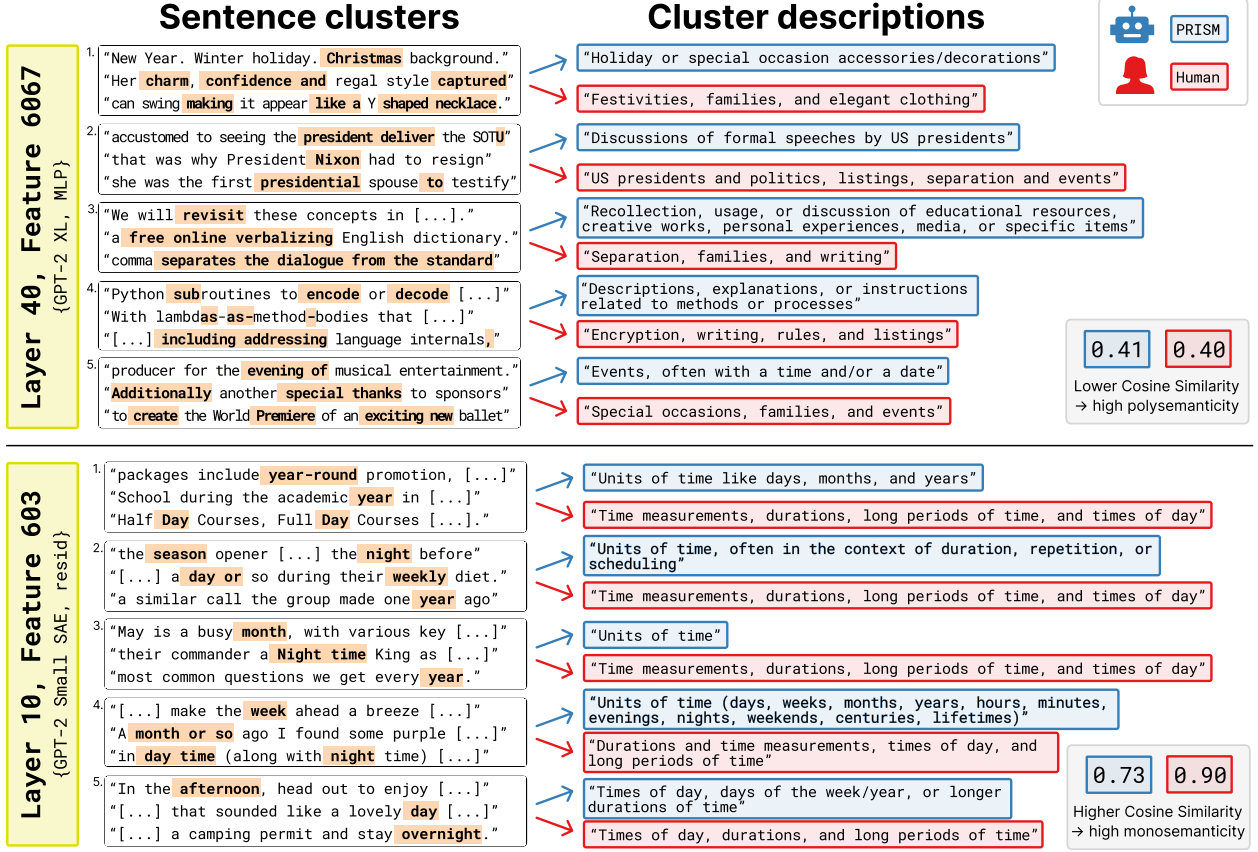 Sentence clusters
Cluster descriptions
PRISM
Human
Layer 40, Feature 6067
{GPT-2 XL, MLP}
1.
“New Year. Winter holiday. Christmas background.”
“Her charm, confidence and regal style captured”
“can swing making it appear like a Y shaped necklace.”
“Holiday or special occasion accessories/decorations”
“Festivities, families, and elegant clothing”
2.
“accustomed to seeing the president deliver the SOTU”
“that was why President Nixon had to resign”
“she was the first presidential spouse to testify”
“Discussions of formal speeches by US presidents”
“US presidents and politics, listings, separation and events”
3.
“We will revisit these concepts in [...].”
“a free online verbalizing English dictionary.”
“comma separates the dialogue from the standard”
“Recollection, usage, or discussion of educational resources,
creative works, personal experiences, media, or specific items”
“Separation, families, and writing”
4.
“Python subroutines to encode or decode [...]”
“With lambdas-as-method-bodies that [...]”
“[...] including addressing language internals,”
“Descriptions, explanations, or instructions
related to methods or processes”
“Encryption, writing, rules, and listings”
5.
“producer for the evening of musical entertainment.”
“Additionally another special thanks to sponsors”
“to create the World Premiere of an exciting new ballet”
“Events, often with a time and/or a date”
“Special occasions, families, and events”
0.41
0.40
Lower Cosine Similarity
→ high polysemanticity
Layer 10, Feature 603
{GPT-2 Small SAE, resid}
1.
“packages include year-round promotion, [...]”
“School during the academic year in [...]”
“Half Day Courses, Full Day Courses [...].”
“Units of time like days, months, and years”
“Time measurements, durations, long periods of time, and times of day”
2.
“the season opener [...] the night before”
“[...] a day or so during their weekly diet.”
“a similar call the group made one year ago”
“Units of time, often in the context of duration, repetition, or
scheduling”
“Time measurements, durations, long periods of time, and times of day”
3.
“May is a busy month, with various key [...]”
“their commander a Night time King as [...]”
“most common questions we get every year.”
“Units of time”
“Time measurements, durations, long periods of time, and times of day”
4.
“[...] make the week ahead a breeze [...]”
“A month or so ago I found some purple [...]”
“in day time (along with night time) [...]”
“Units of time (days, weeks, months, years, hours, minutes,
evenings, nights, weekends, centuries, lifetimes)”
“Durations and time measurements, times of day, and
long periods of time”
5.
“In the afternoon, head out to enjoy [...]”
“[...] that sounded like a lovely day [...]”
“[...] a camping permit and stay overnight.”
“Times of day, days of the week/year, or longer
durations of time”
“Times of day, durations, and long periods of time”
0.73
0.90
Higher Cosine Similarity
→ high monosemanticity